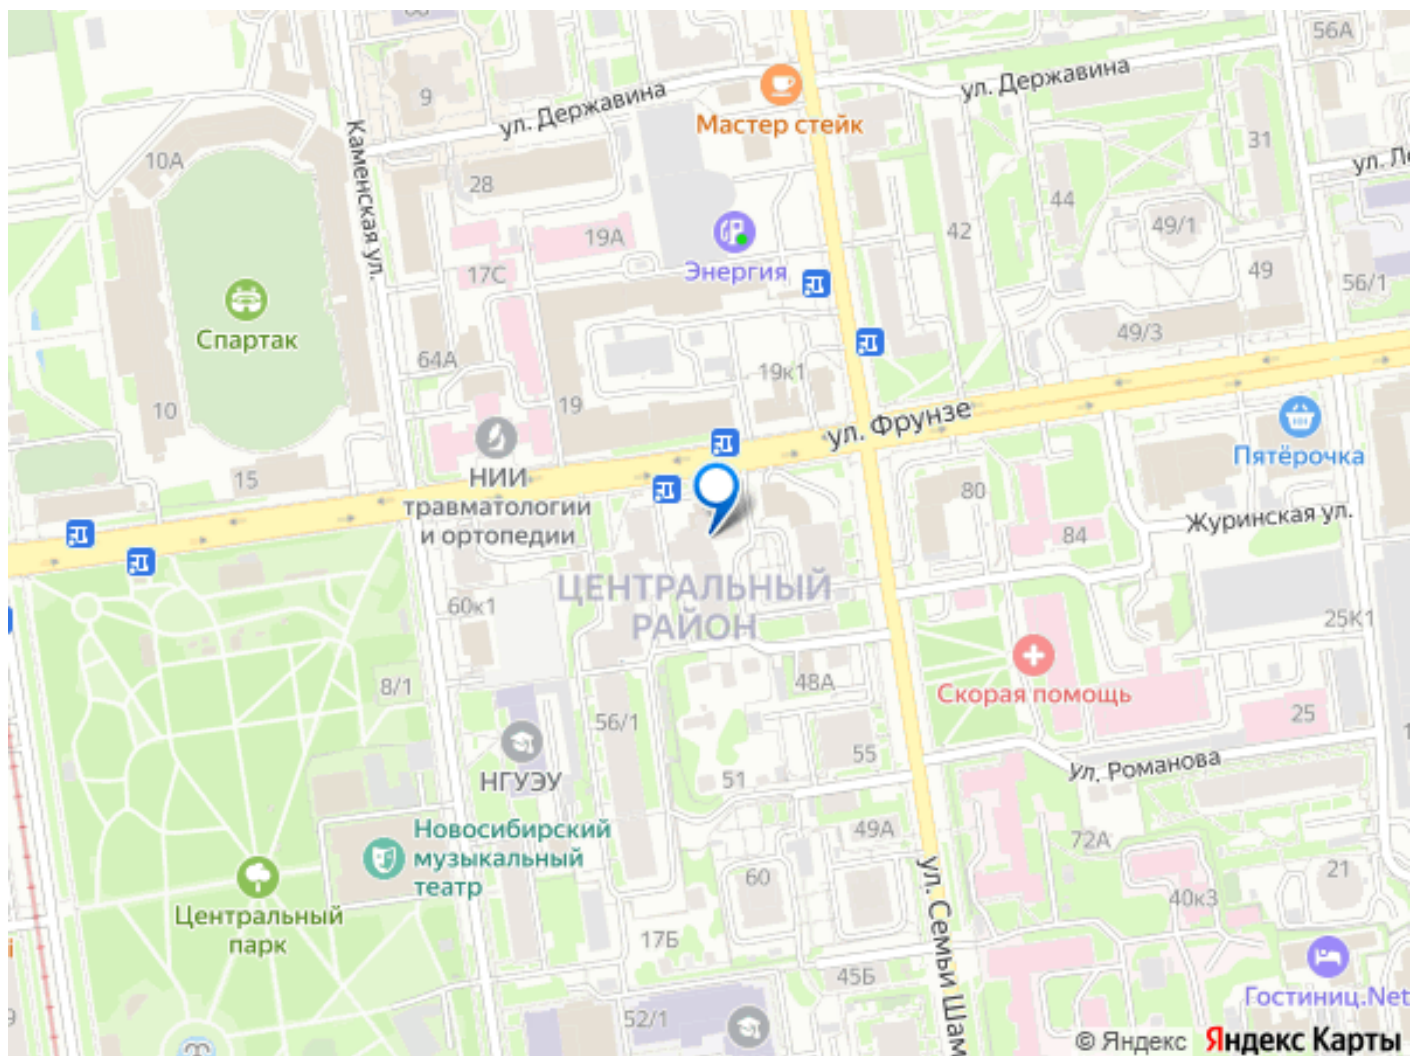 56А
ул. Державина
9
ул. Державина
Мастер стейк
31
ул. Л
10А
Каменская ул.
28
44
49/1
42
19А
17С
Энергия
49
56/1
Спартак
49/3
64А
19к1
10
19
ул. Фрунзе
Пятёрочка
15
НИИ
травматологии
и ортопедии
80
84
Журинская ул.
ЦЕНТРАЛЬНЫЙ
РАЙОН
60к1
25К1
8/1
48А
Скорая помощь
56/1
25
НГУЭУ
51
55
ул. Романова
Новосибирский
музыкальный
театр
49А
72А
ул. Семьи Шам
60
21
40к3
Центральный
парк
17Б
45Б
Гостиниц.Net
52/1
© Яндекс Яндекс Карты